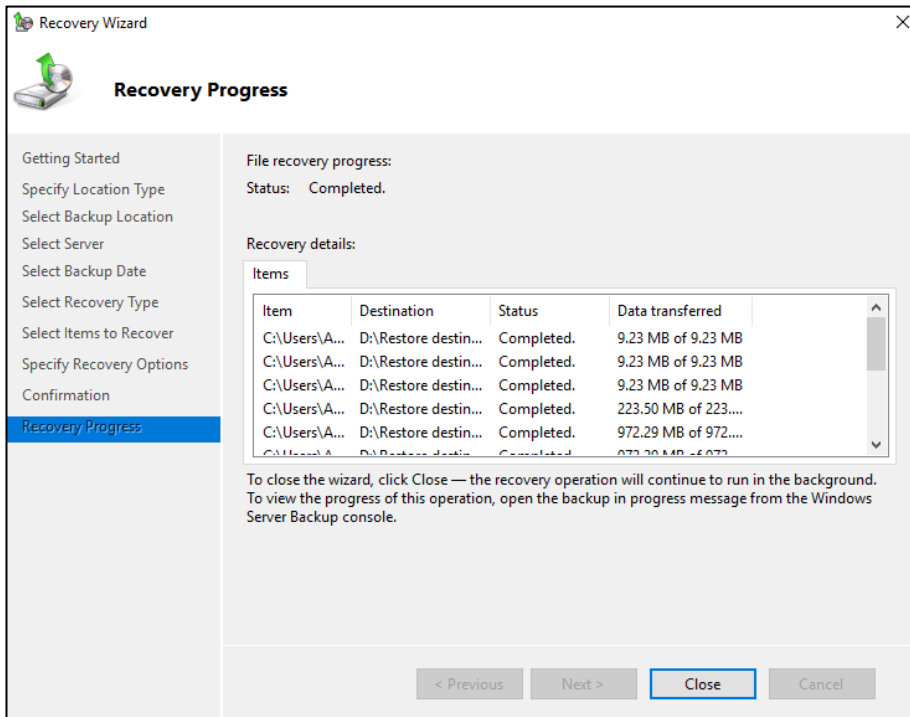 Recovery Wizard
Recovery Progress
Getting Started
Specify Location Type
Select Backup Location
Select Server
Select Backup Date
Select Recovery Type
Select Items to Recover
Specify Recovery Options
Confirmation
Recovery Progress
File recovery progress:
Status: Completed.
Recovery details:
Items
Item Destination Status Data transferred
C:\Users\A... D:\Restore destin... Completed. 9.23 MB of 9.23 MB
C:\Users\A... D:\Restore destin... Completed. 9.23 MB of 9.23 MB
C:\Users\A... D:\Restore destin... Completed. 9.23 MB of 9.23 MB
C:\Users\A... D:\Restore destin... Completed. 223.50 MB of 223....
C:\Users\A... D:\Restore destin... Completed. 972.29 MB of 972....
To close the wizard, click Close — the recovery operation will continue to run in the background.
To view the progress of this operation, open the backup in progress message from the Windows
Server Backup console.
< Previous Next > Close Cancel